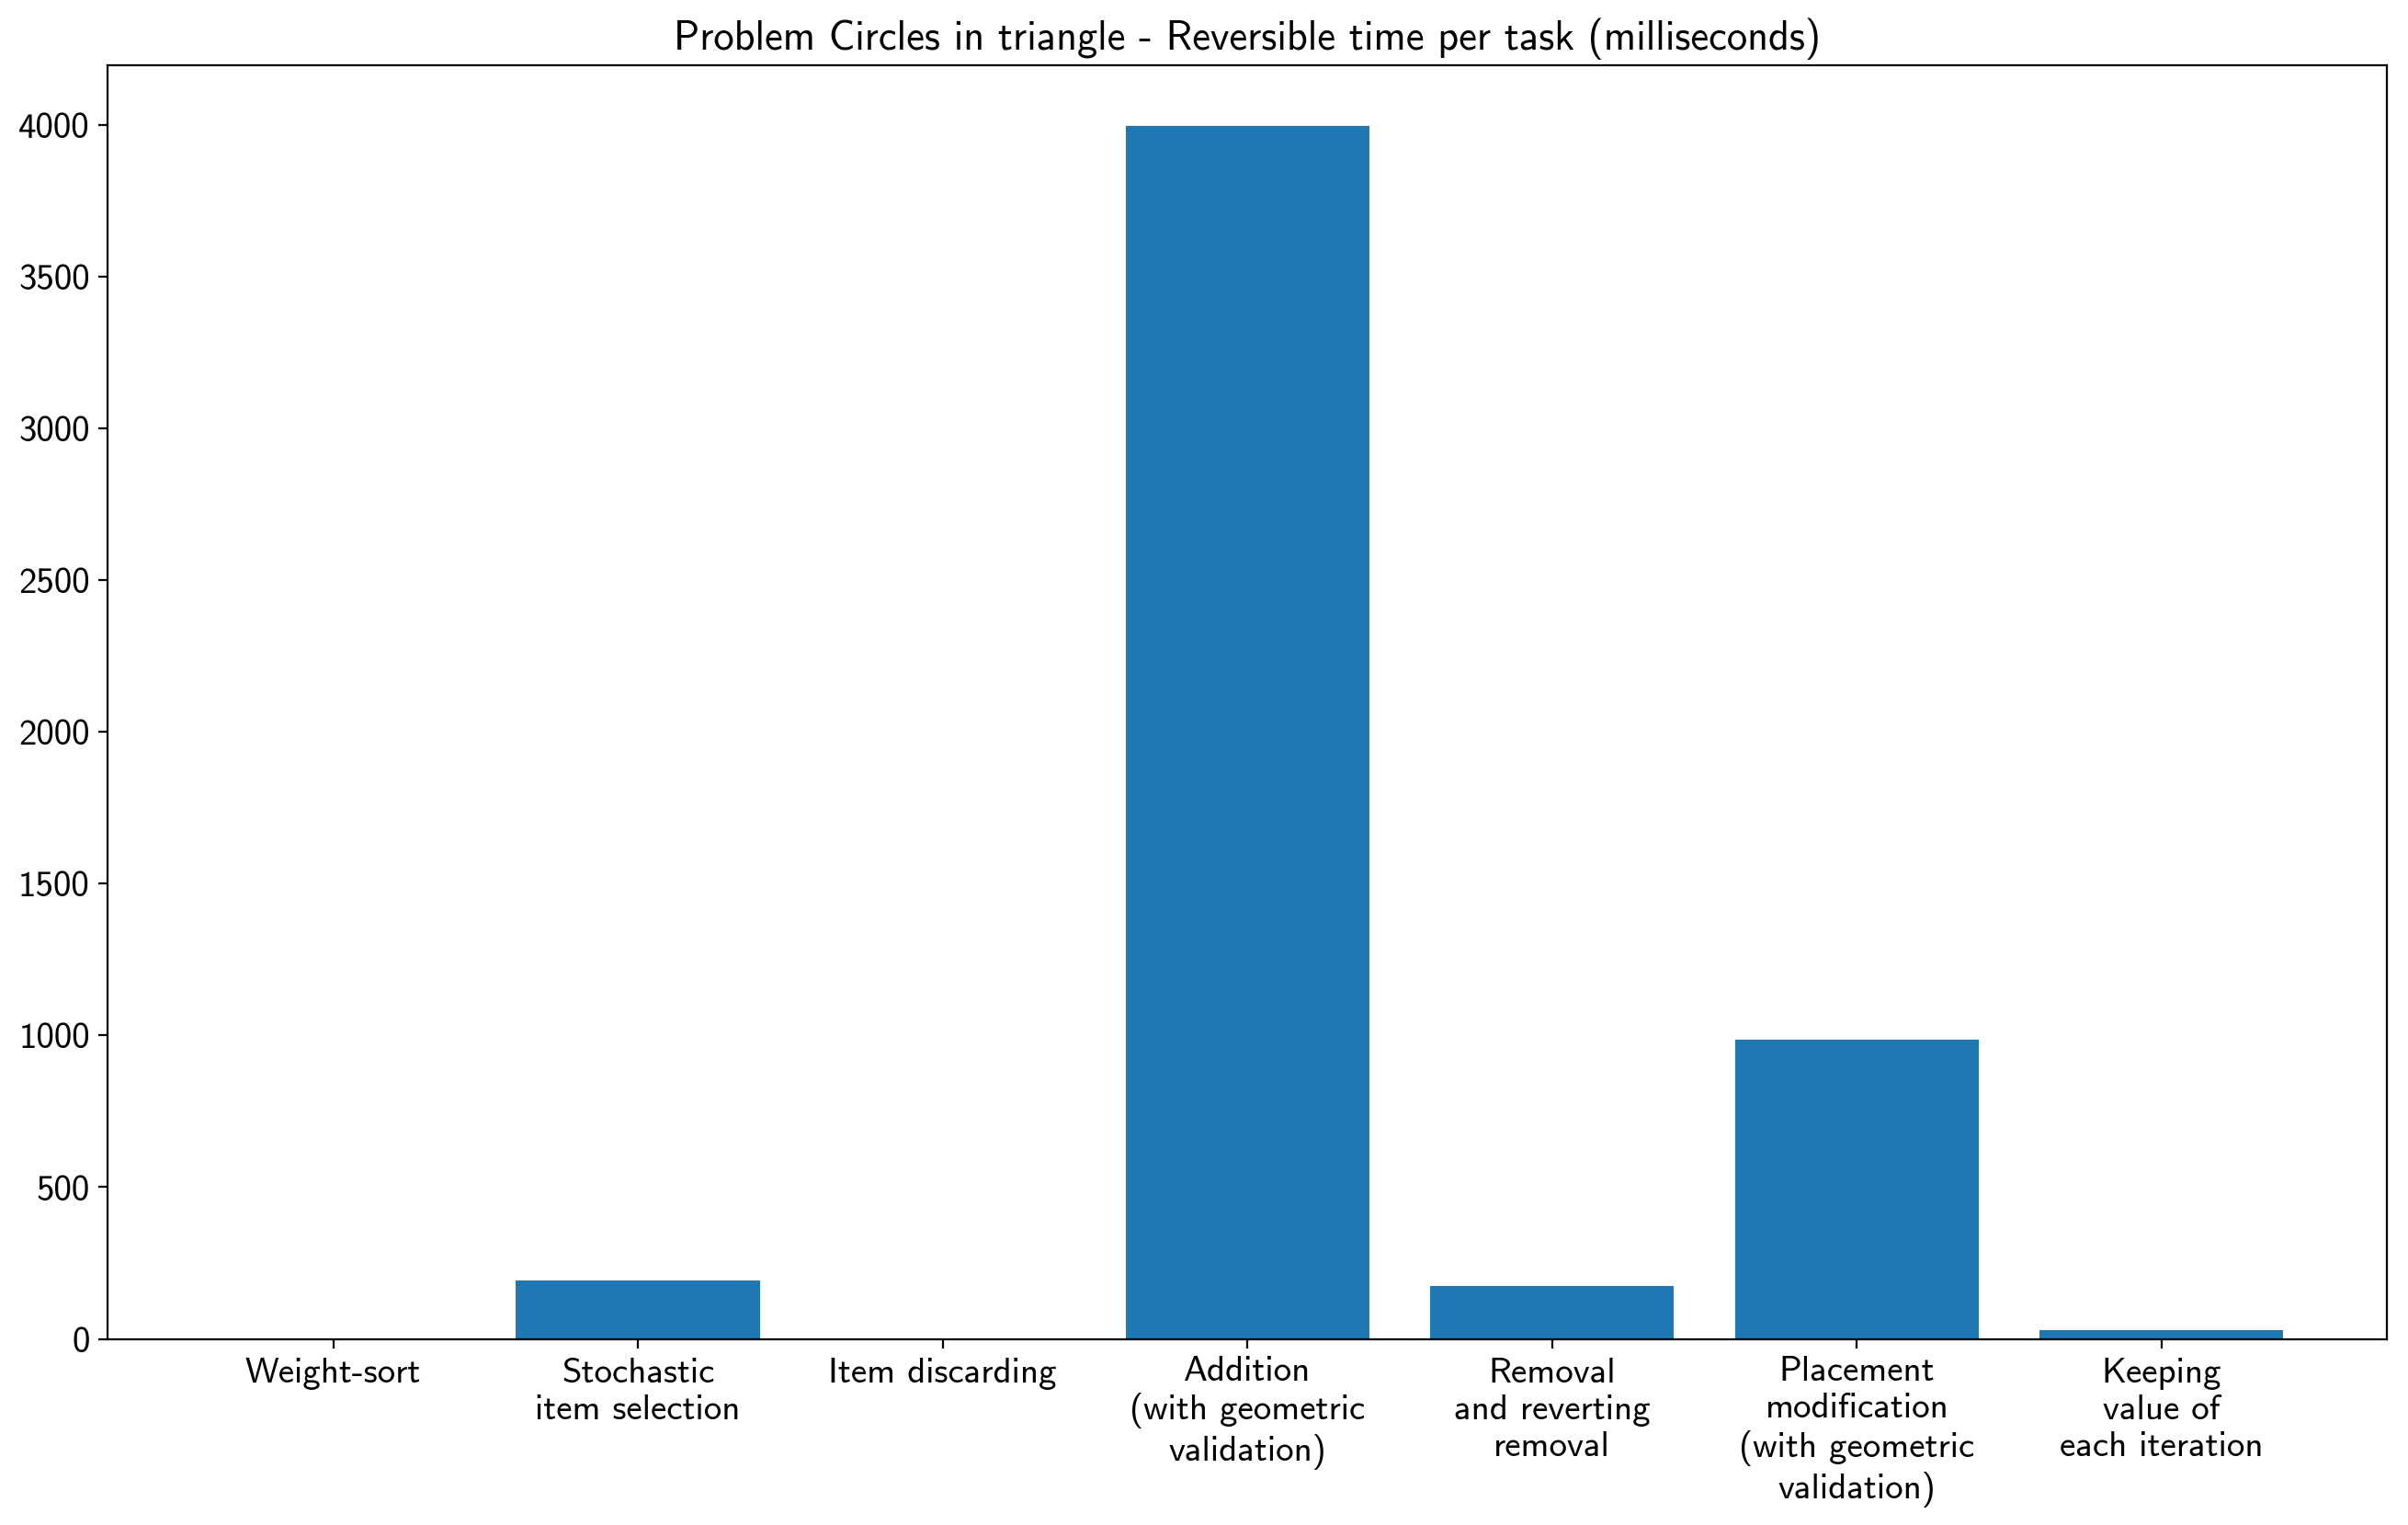 Problem Circles in triangle - Reversible time per task (milliseconds)
4000
3500
3000
2500
2000
1500
1000
500
0
Weight-sort
Stochastic
item selection
Item discarding
Addition
(with geometric
validation)
Removal
and reverting
removal
Placement
modification
(with geometric
validation)
Keeping
value of
each iteration